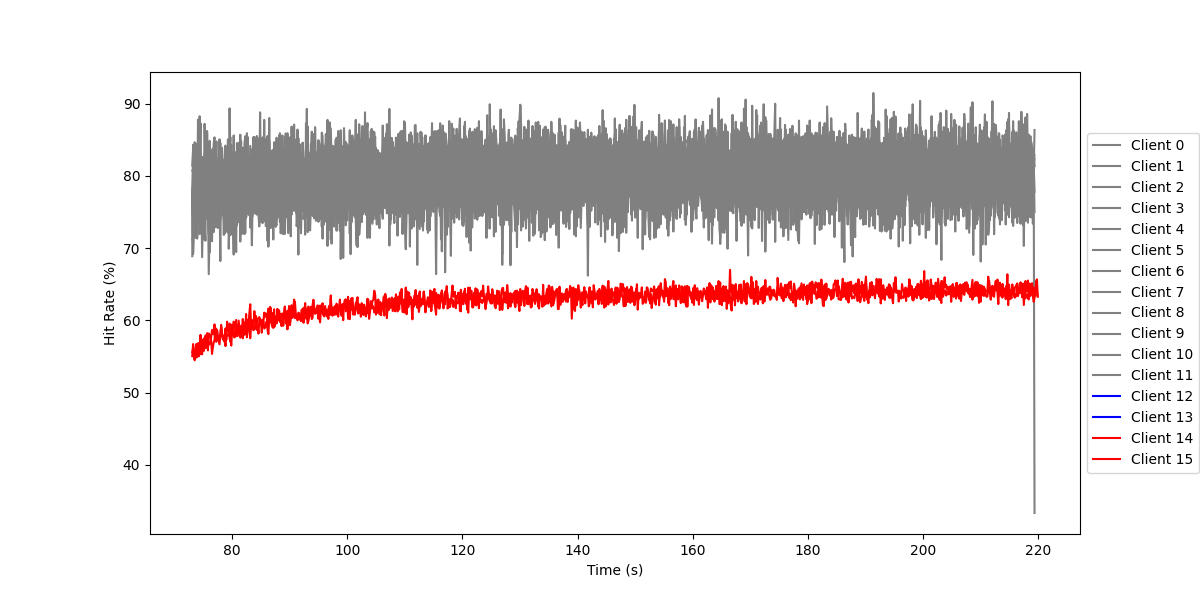 90
80
70
60
50
40
Hit Rate (%)
80 100 120 140 160 180 200 220
Time (s)
Client 0
Client 1
Client 2
Client 3
Client 4
Client 5
Client 6
Client 7
Client 8
Client 9
Client 10
Client 11
Client 12
Client 13
Client 14
Client 15